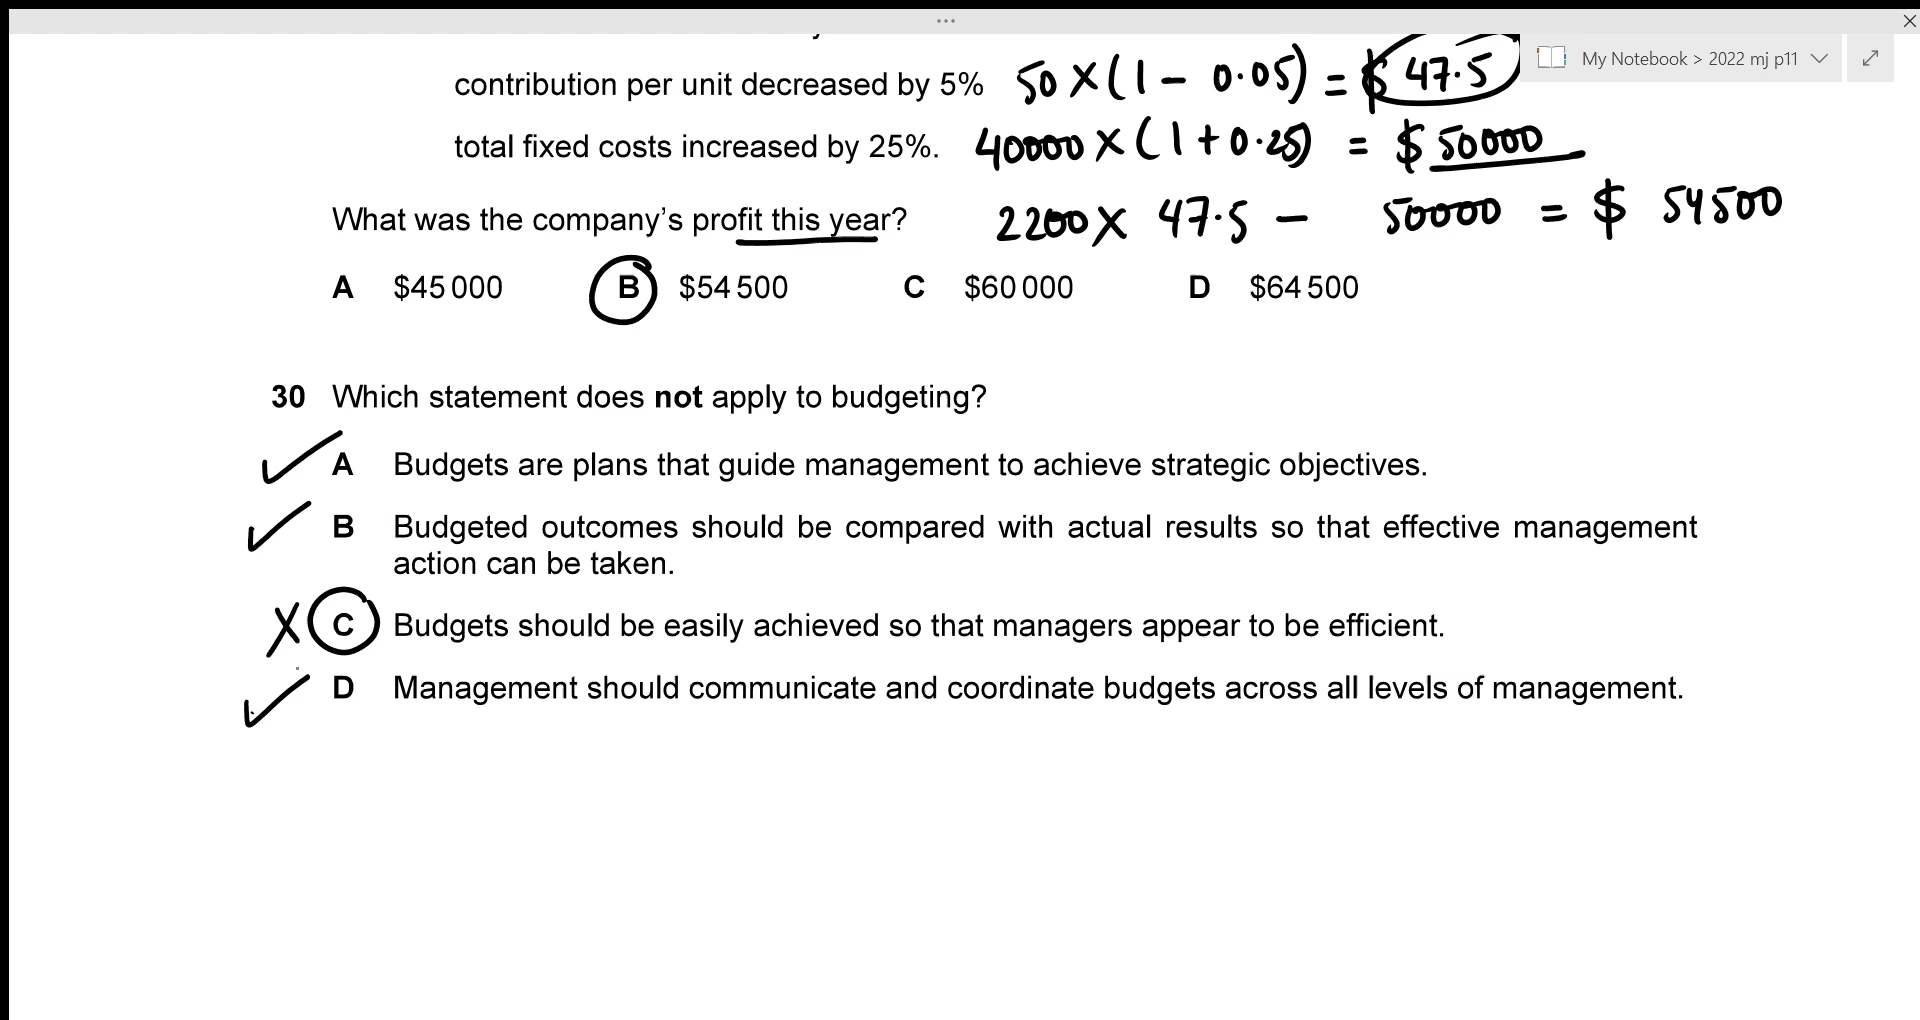 My Notebook > 2022 mj p11
contribution per unit decreased by 5% 50 × (1 - 0.05) = $ 47.5
total fixed costs increased by 25%. 40000 × (1 + 0.25) = $ 50000
What was the company's profit this year? 2200 × 47.5 - 50000 = $ 54500
A $45 000 B $54 500 C $60 000 D $64 500
30 Which statement does not apply to budgeting?
A Budgets are plans that guide management to achieve strategic objectives.
B Budgeted outcomes should be compared with actual results so that effective management
action can be taken.
X C Budgets should be easily achieved so that managers appear to be efficient.
D Management should communicate and coordinate budgets across all levels of management.